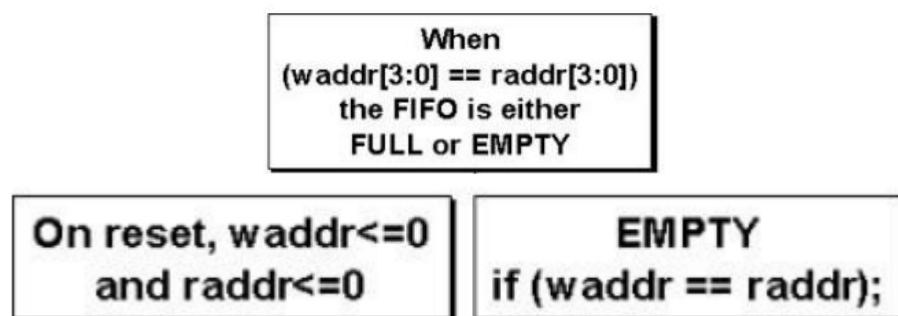 When
(waddr[3:0] == raddr[3:0])
the FIFO is either
FULL or EMPTY
On reset, waddr<=0
and raddr<=0
EMPTY
if (waddr == raddr);